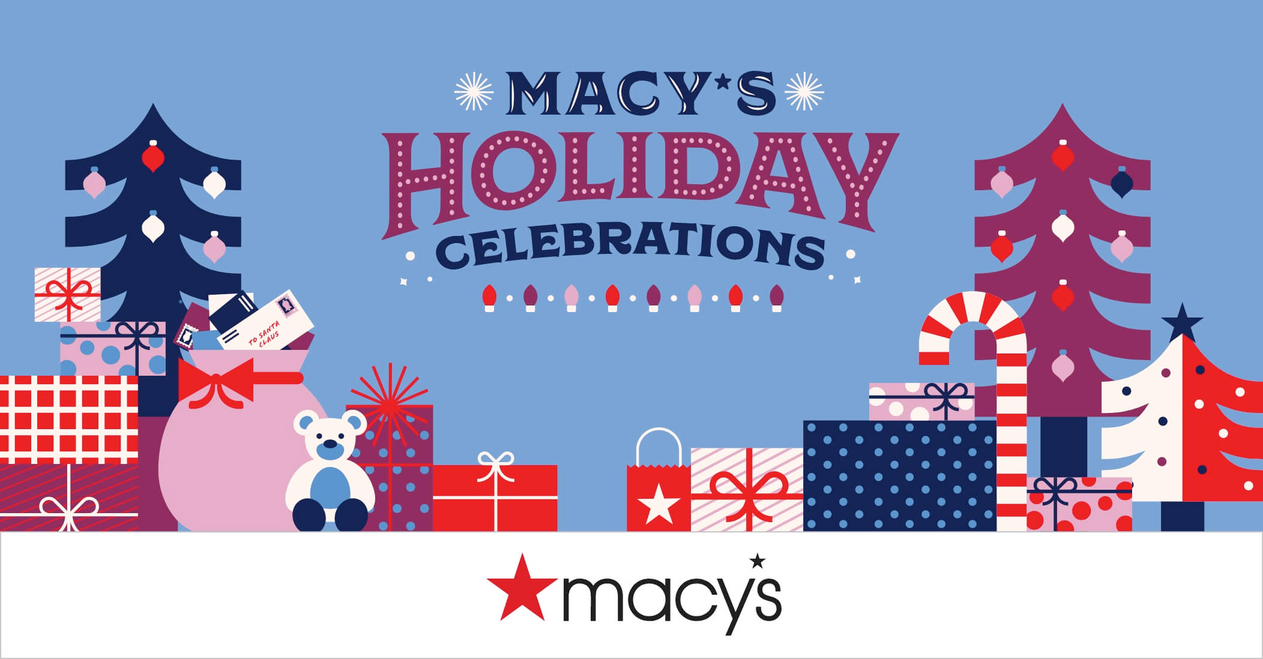 MACY★S
HOLIDAY
CELEBRATIONS
TO SANTA
CLAUS
★macy★s